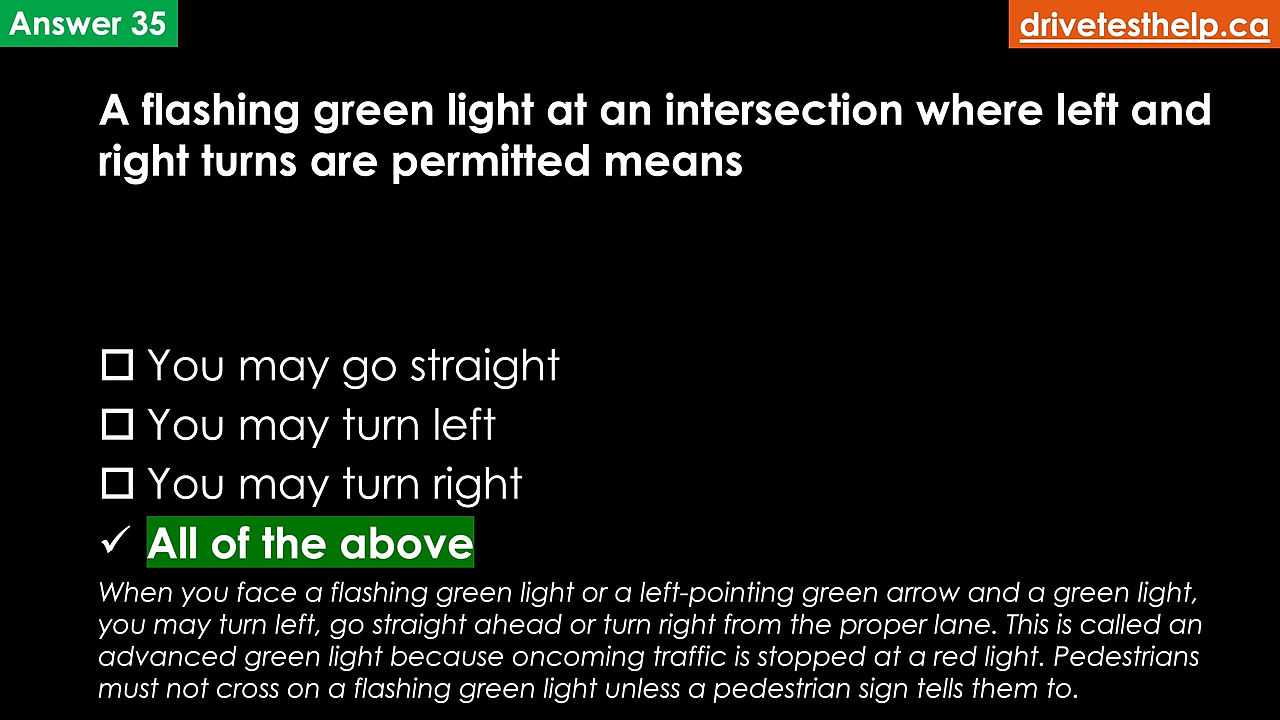 Answer 35
drivetesthelp.ca
A flashing green light at an intersection where left and
right turns are permitted means
You may go straight
You may turn left
You may turn right
All of the above
When you face a flashing green light or a left-pointing green arrow and a green light,
you may turn left, go straight ahead or turn right from the proper lane. This is called an
advanced green light because oncoming traffic is stopped at a red light. Pedestrians
must not cross on a flashing green light unless a pedestrian sign tells them to.